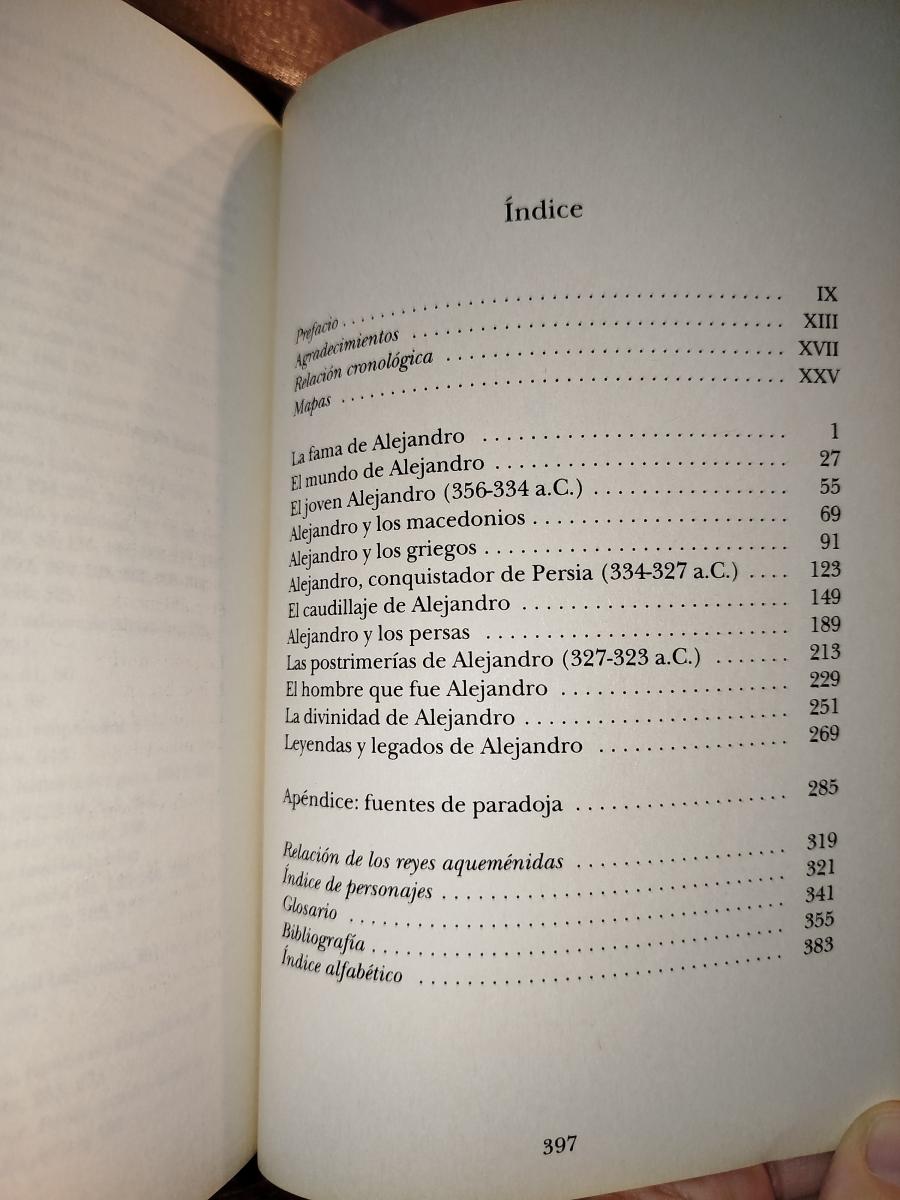 Índice
Prefacio . . . . . . . . . . . . . . . . . . . . . . . . . . . . . . . . . . . . . . IX
Agradecimientos . . . . . . . . . . . . . . . . . . . . . . . . . . . . . . . XIII
Relación cronológica . . . . . . . . . . . . . . . . . . . . . . . . . . . . XVII
Mapas . . . . . . . . . . . . . . . . . . . . . . . . . . . . . . . . . . . . XXV
La fama de Alejandro . . . . . . . . . . . . . . . . . . . . . . . . . . 1
El mundo de Alejandro . . . . . . . . . . . . . . . . . . . . . . . . . 27
El joven Alejandro (356-334 a.C.) . . . . . . . . . . . . . . . . . 55
Alejandro y los macedonios . . . . . . . . . . . . . . . . . . . . . . 69
Alejandro y los griegos . . . . . . . . . . . . . . . . . . . . . . . . . . 91
Alejandro, conquistador de Persia (334-327 a.C.) . . . . 123
El caudillaje de Alejandro . . . . . . . . . . . . . . . . . . . . . . . 149
Alejandro y los persas . . . . . . . . . . . . . . . . . . . . . . . . . . 189
Las postrimerías de Alejandro (327-323 a.C.) . . . . . . . 213
El hombre que fue Alejandro . . . . . . . . . . . . . . . . . . . . 229
La divinidad de Alejandro . . . . . . . . . . . . . . . . . . . . . . . 251
Leyendas y legados de Alejandro . . . . . . . . . . . . . . . . . 269
Apéndice: fuentes de paradoja . . . . . . . . . . . . . . . . . . . 285
Relación de los reyes aqueménidas . . . . . . . . . . . . . . . . . . 319
Índice de personajes . . . . . . . . . . . . . . . . . . . . . . . . . . . . . 321
Glosario . . . . . . . . . . . . . . . . . . . . . . . . . . . . . . . . . . . . . 341
Bibliografía . . . . . . . . . . . . . . . . . . . . . . . . . . . . . . . . . . . 355
Índice alfabético . . . . . . . . . . . . . . . . . . . . . . . . . . . . . . . 383
397